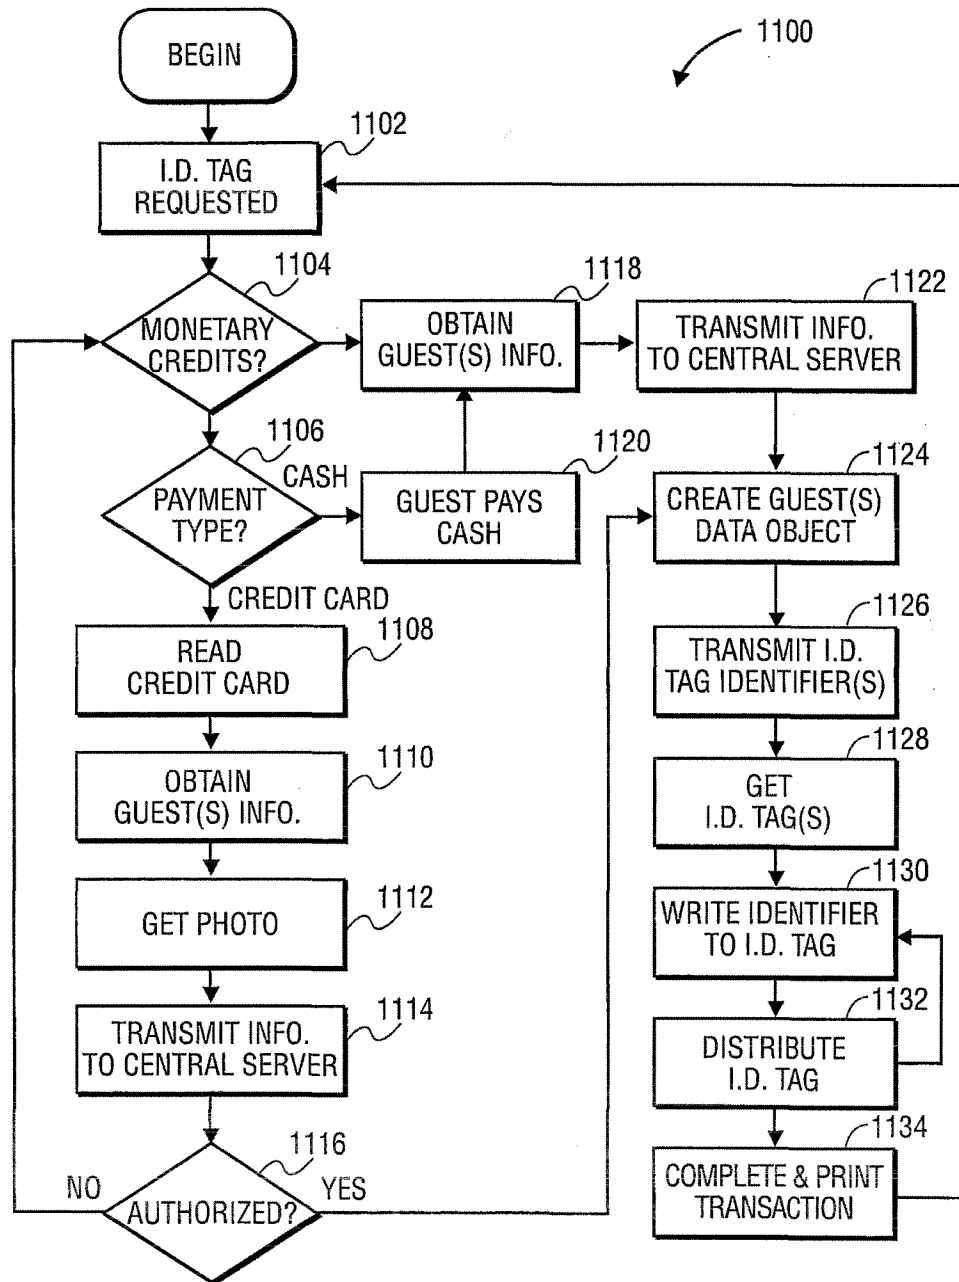 1100
BEGIN
1102
I.D. TAG
REQUESTED
1104
MONETARY
CREDITS?
1118
OBTAIN
GUEST(S) INFO.
1122
TRANSMIT INFO.
TO CENTRAL SERVER
1106
PAYMENT
TYPE?
CASH
1120
GUEST PAYS
CASH
1124
CREATE GUEST(S)
DATA OBJECT
CREDIT CARD
1108
READ
CREDIT CARD
1126
TRANSMIT I.D.
TAG IDENTIFIER(S)
1110
OBTAIN
GUEST(S) INFO.
1128
GET
I.D. TAG(S)
1112
GET PHOTO
1130
WRITE IDENTIFIER
TO I.D. TAG
1114
TRANSMIT INFO.
TO CENTRAL SERVER
1132
DISTRIBUTE
I.D. TAG
1116
AUTHORIZED?
NO
YES
1134
COMPLETE & PRINT
TRANSACTION